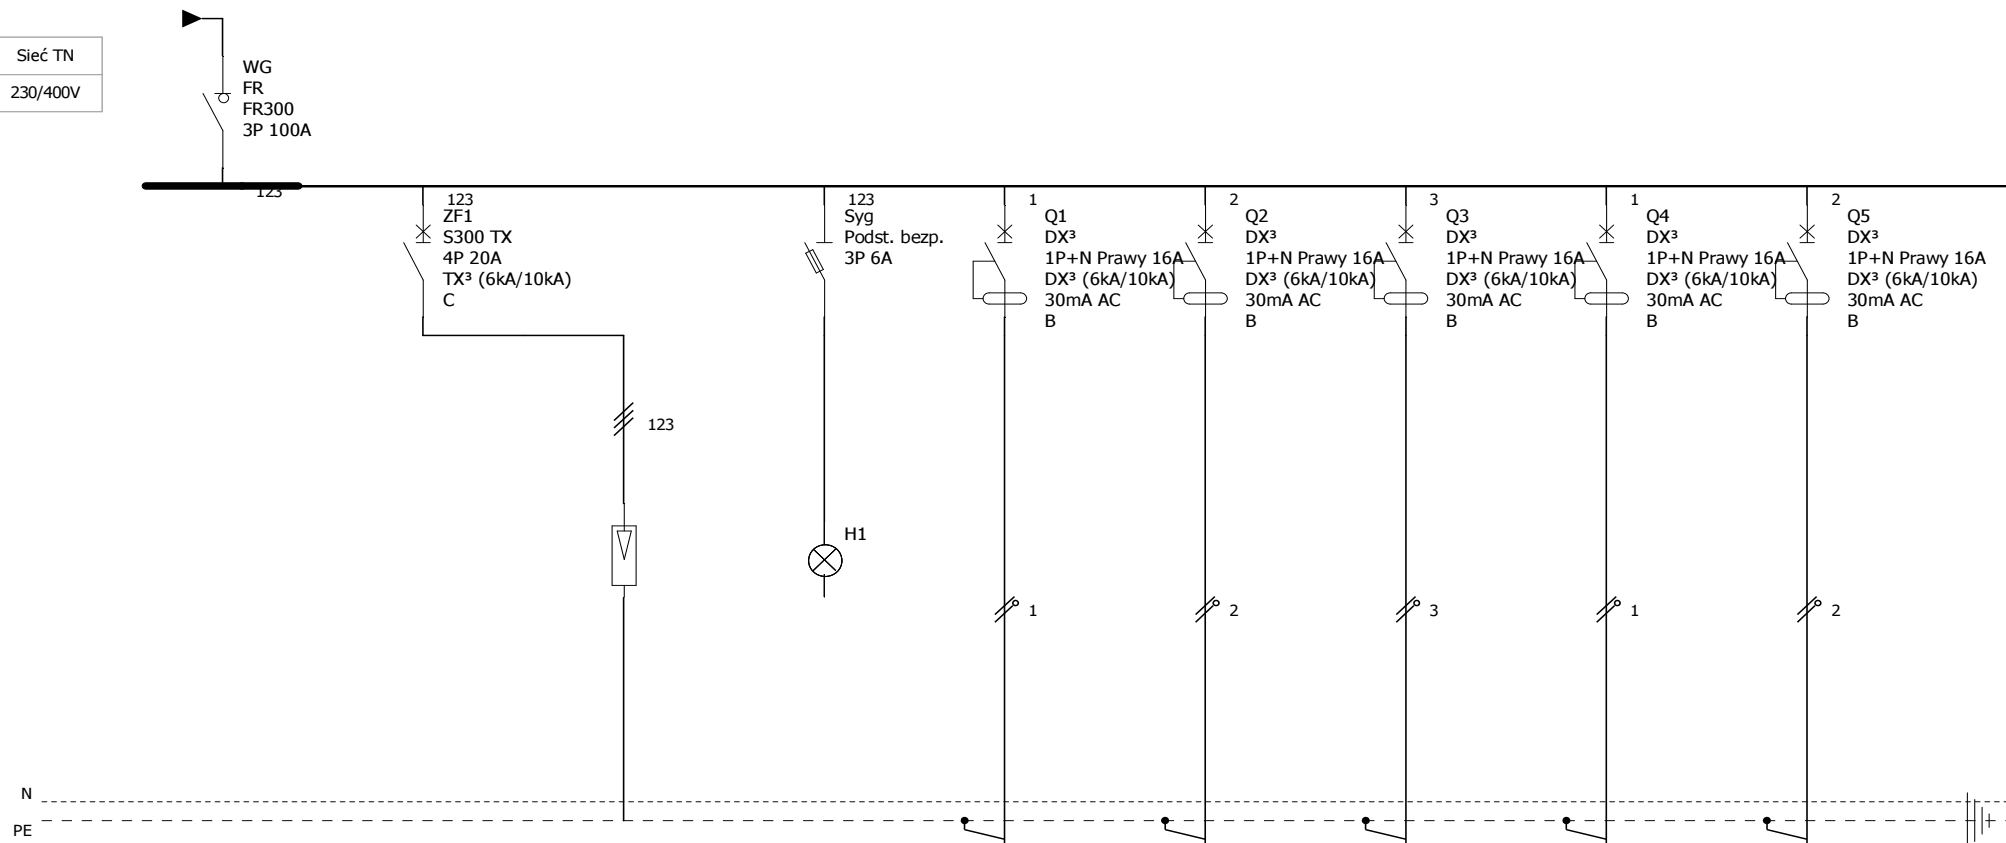 Sieć TN
230/400V
WG
FR
FR300
3P 100A
123
123
ZF1
S300 TX
4P 20A
TX³ (6kA/10kA)
C
123
123
Syg
Podst. bezp.
3P 6A
H1
1
Q1
DX³
1P+N Prawy 16A
DX³ (6kA/10kA)
30mA AC
B
1
2
Q2
DX³
1P+N Prawy 16A
DX³ (6kA/10kA)
30mA AC
B
2
3
Q3
DX³
1P+N Prawy 16A
DX³ (6kA/10kA)
30mA AC
B
3
1
Q4
DX³
1P+N Prawy 16A
DX³ (6kA/10kA)
30mA AC
B
1
2
Q5
DX³
1P+N Prawy 16A
DX³ (6kA/10kA)
30mA AC
B
2
N
PE